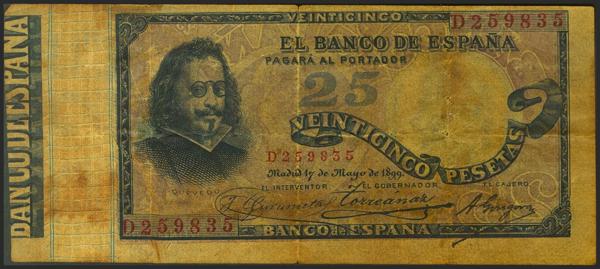 BANCO DE ESPAÑA
VEINTICINCO
D259835
EL BANCO DE ESPAÑA
PAGARÁ AL PORTADOR
25
VEINTICINCO PESETAS
D259835
Madrid 17 de Mayo de 1899.
QUEVEDO
EL INTERVENTOR
EL GOBERNADOR
EL CAJERO
Torreanaz
D259835
BANCO DE ESPAÑA